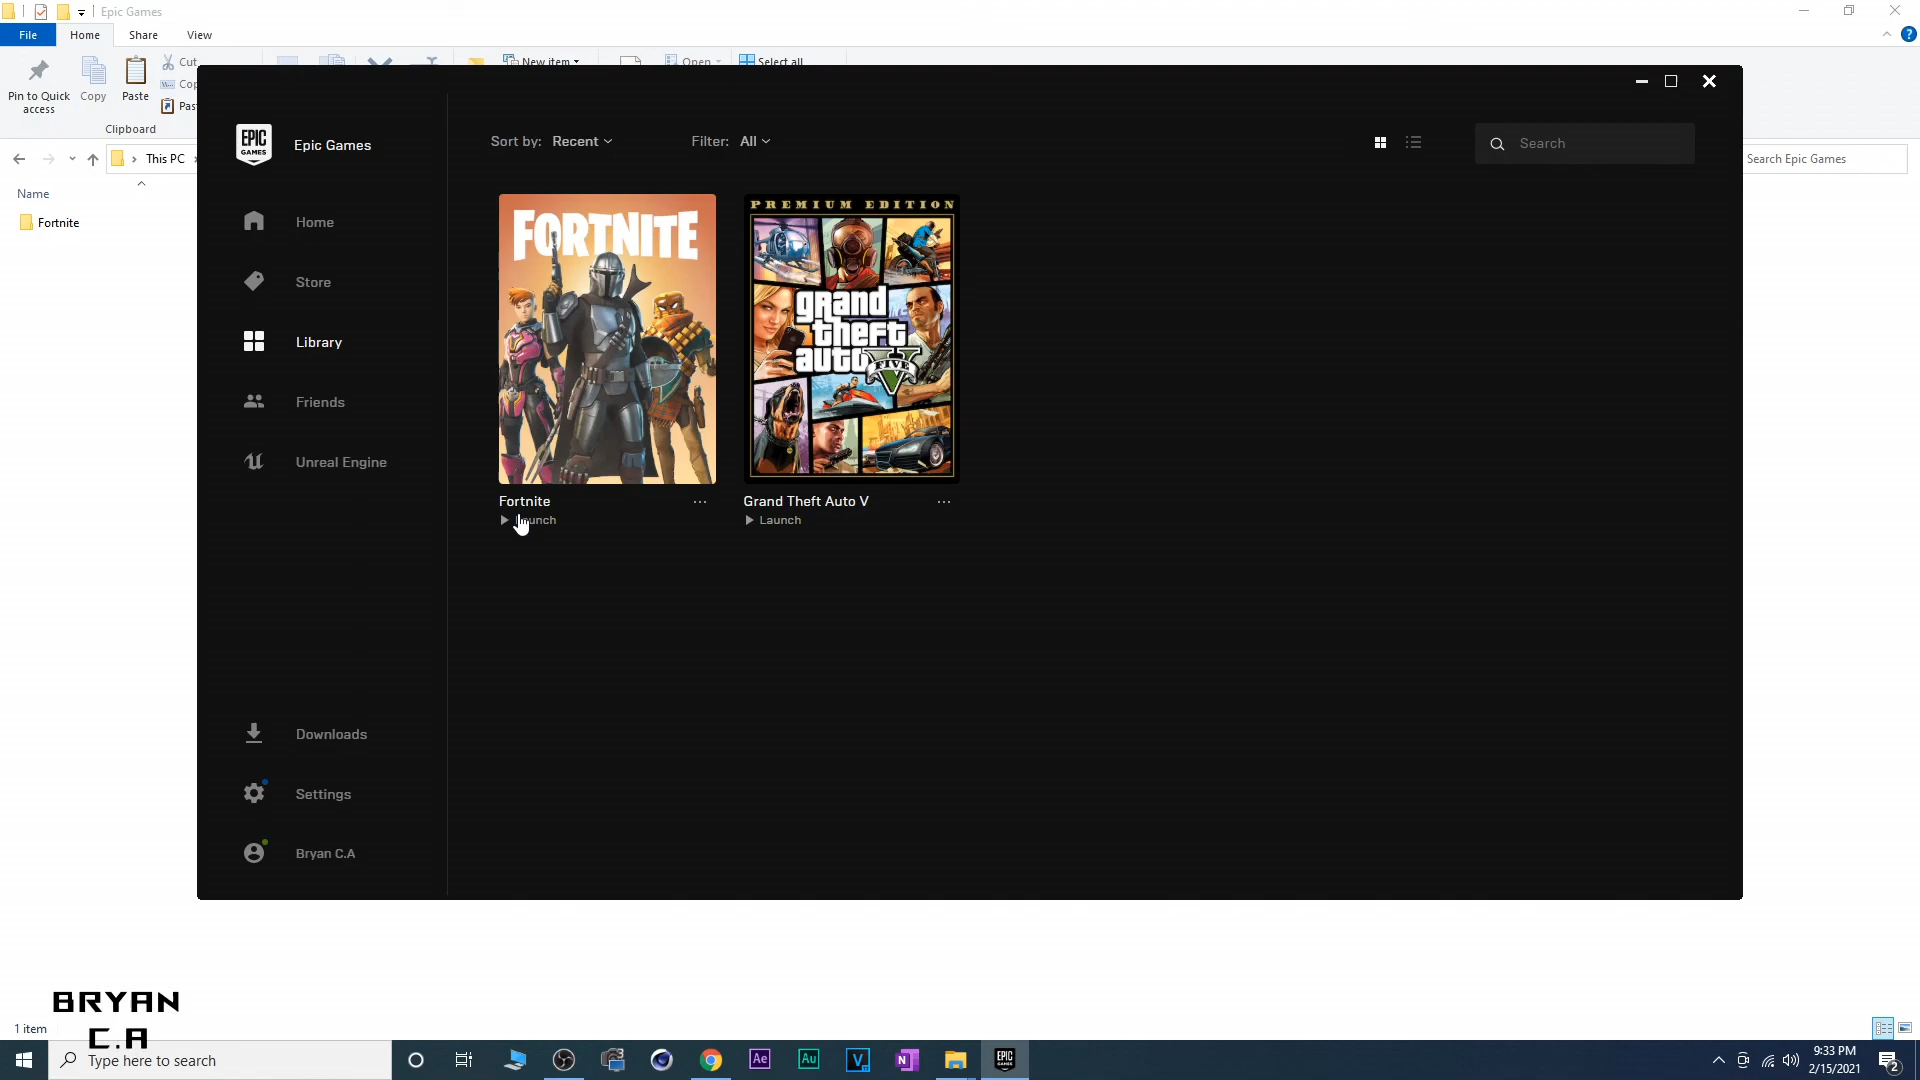 Epic Games
File
Home
Share
View
Pin to Quick
access
Copy
Paste
Cut
New item
Open
Select all
Clipboard
This PC
Search Epic Games
Name
Fortnite
EPIC
GAMES
Epic Games
Home
Store
Library
Friends
Unreal Engine
Downloads
Settings
Bryan C.A
Sort by: Recent
Filter: All
Search
FORTNITE
Fortnite
PREMIUM EDITION
grand
theft
auto
V
FIVE
Grand Theft Auto V
Launch
BRYAN
C.A
1 item
Type here to search
Ae
Au
V
N
EPIC
GAMES
9:33 PM
2/15/2021
2